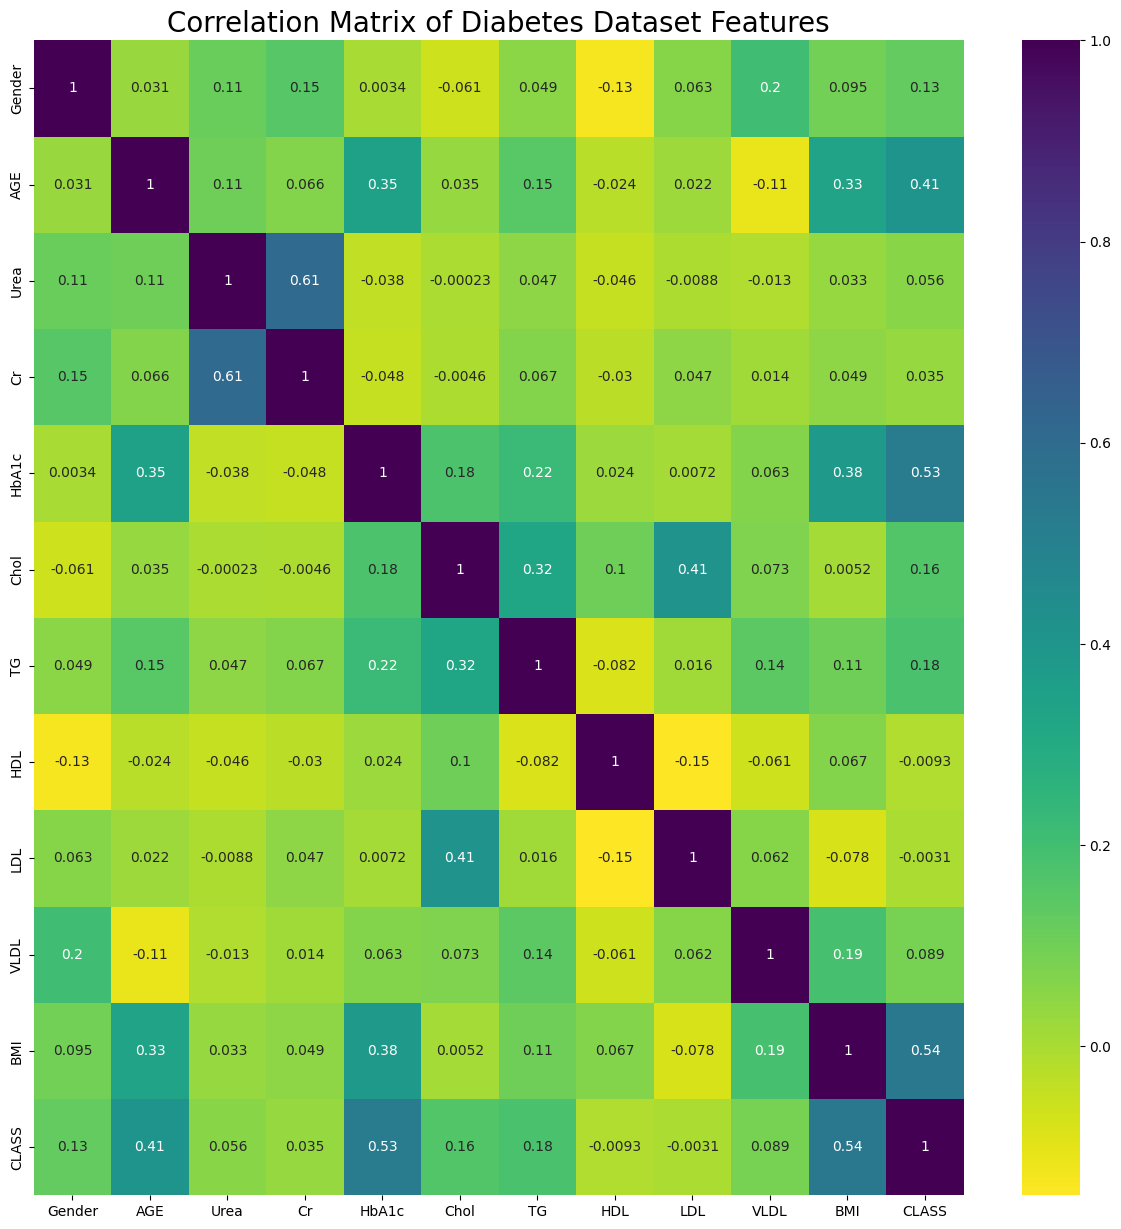 Correlation Matrix of Diabetes Dataset Features
Gender 1 0.031 0.11 0.15 0.0034 -0.061 0.049 -0.13 0.063 0.2 0.095 0.13
AGE 0.031 1 0.11 0.066 0.35 0.035 0.15 -0.024 0.022 -0.11 0.33 0.41
Urea 0.11 0.11 1 0.61 -0.038 -0.00023 0.047 -0.046 -0.0088 -0.013 0.033 0.056
Cr 0.15 0.066 0.61 1 -0.048 -0.0046 0.067 -0.03 0.047 0.014 0.049 0.035
HbA1c 0.0034 0.35 -0.038 -0.048 1 0.18 0.22 0.024 0.0072 0.063 0.38 0.53
Chol -0.061 0.035 -0.00023 -0.0046 0.18 1 0.32 0.1 0.41 0.073 0.0052 0.16
TG 0.049 0.15 0.047 0.067 0.22 0.32 1 -0.082 0.016 0.14 0.11 0.18
HDL -0.13 -0.024 -0.046 -0.03 0.024 0.1 -0.082 1 -0.15 -0.061 0.067 -0.0093
LDL 0.063 0.022 -0.0088 0.047 0.0072 0.41 0.016 -0.15 1 0.062 -0.078 -0.0031
VLDL 0.2 -0.11 -0.013 0.014 0.063 0.073 0.14 -0.061 0.062 1 0.19 0.089
BMI 0.095 0.33 0.033 0.049 0.38 0.0052 0.11 0.067 -0.078 0.19 1 0.54
CLASS 0.13 0.41 0.056 0.035 0.53 0.16 0.18 -0.0093 -0.0031 0.089 0.54 1
Gender AGE Urea Cr HbA1c Chol TG HDL LDL VLDL BMI CLASS
1.0
0.8
0.6
0.4
0.2
0.0